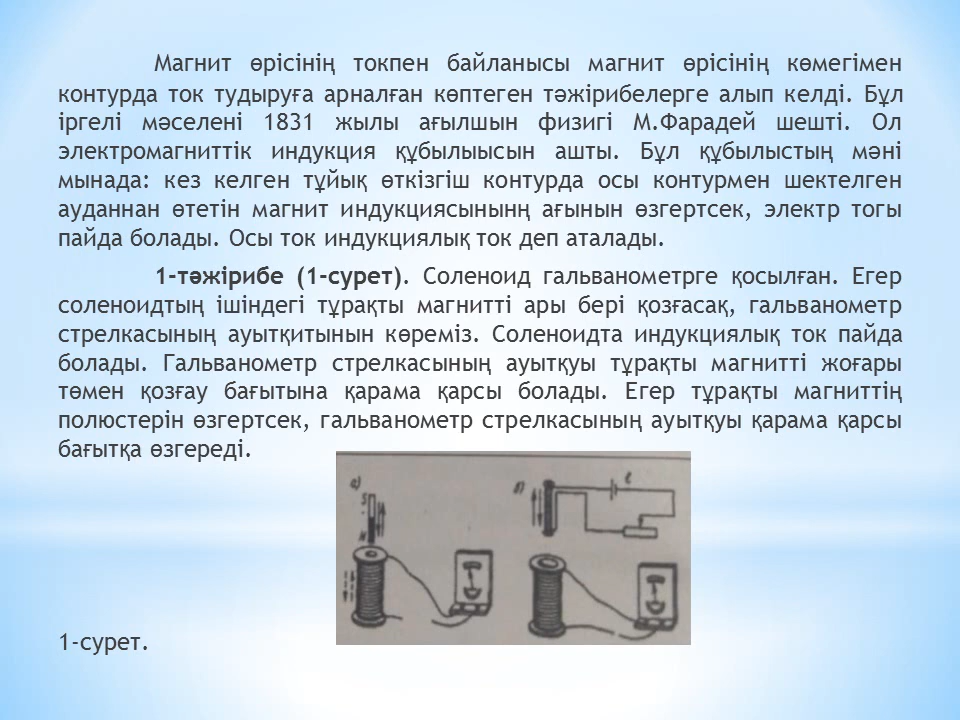 Магнит өрісінің токпен байланысы магнит өрісінің көмегімен
контурда ток тудыруға арналған көптеген тәжірибелерге алып келді. Бұл
іргелі мәселені 1831 жылы ағылшын физигі М.Фарадей шешті. Ол
электромагниттік индукция құбылыысын ашты. Бұл құбылыстың мәні
мынада: кез келген тұйық өткізгіш контурда осы контурмен шектелген
ауданнан өтетін магнит индукциясынынң ағынын өзгертсек, электр тогы
пайда болады. Осы ток индукциялық ток деп аталады.
1-тәжірибе (1-сурет). Соленоид гальванометрге қосылған. Егер
соленоидтың ішіндегі тұрақты магнитті ары бері қозғасақ, гальванометр
стрелкасының ауытқитынын көреміз. Соленоидта индукциялық ток пайда
болады. Гальванометр стрелкасының ауытқуы тұрақты магнитті жоғары
төмен қозғау бағытына қарама қарсы болады. Егер тұрақты магниттің
полюстерін өзгертсек, гальванометр стрелкасының ауытқуы қарама қарсы
бағытқа өзгереді.
а) б) ε
S
N
1-сурет.